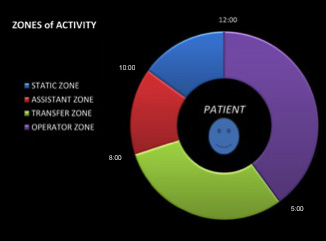 12:00
ZONES of ACTIVITY
10:00
STATIC ZONE
ASSISTANT ZONE
TRANSFER ZONE
OPERATOR ZONE
PATIENT
8:00
5:00